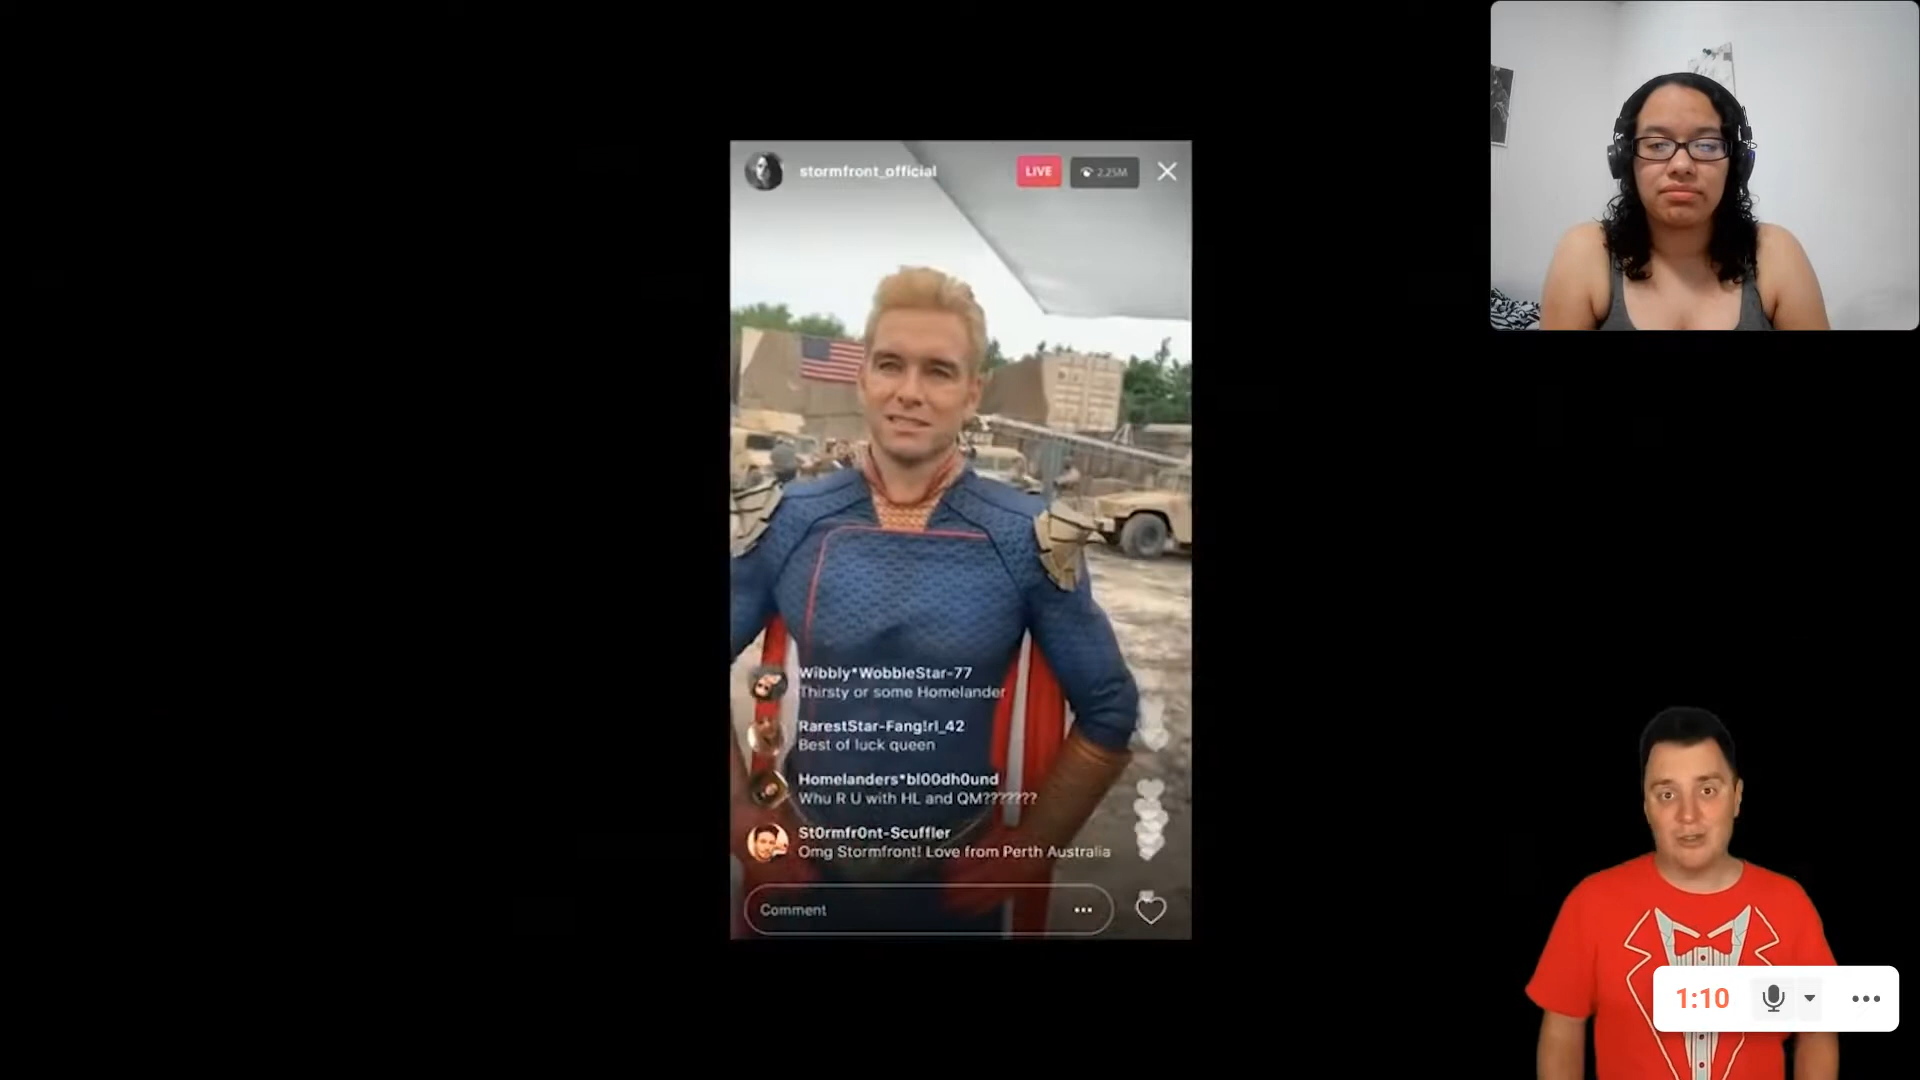 stormfront_official
LIVE
2.25M
Wibbly*WobbleStar-77
Thirsty or some Homelander
RarestStar-Fang!rl_42
Best of luck queen
Homelanders*bl00dh0und
Whu R U with HL and QM???????
St0rmfr0nt-Scuffler
Omg Stormfront! Love from Perth Australia
Comment
1:10